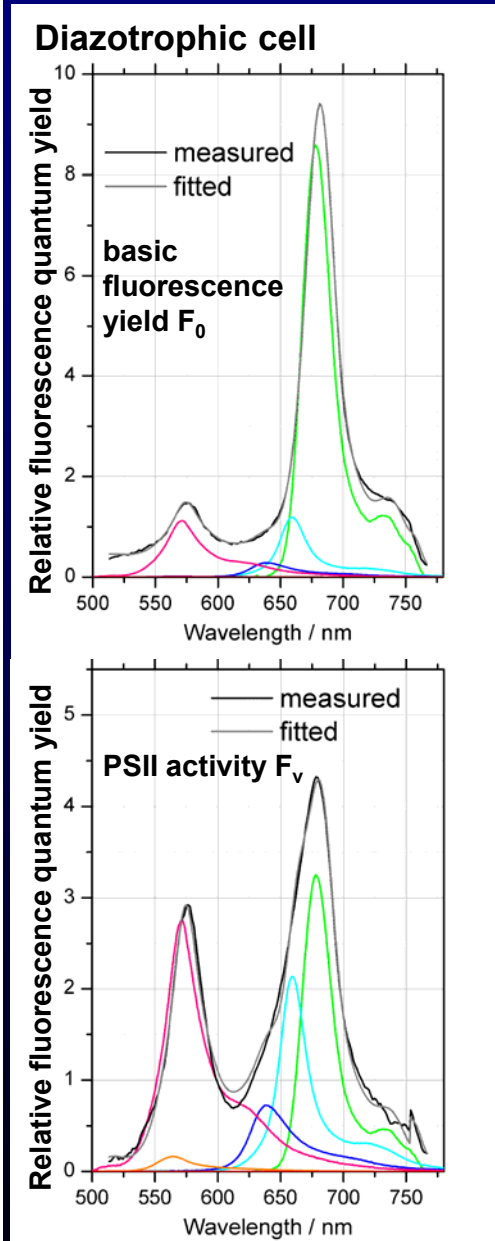 Diazotrophic cell
Relative fluorescence quantum yield
10
8
6
4
2
0
measured
fitted
basic
fluorescence
yield F₀
500 550 600 650 700 750
Wavelength / nm
Relative fluorescence quantum yield
5
4
3
2
1
0
measured
fitted
PSII activity Fᵥ
500 550 600 650 700 750
Wavelength / nm